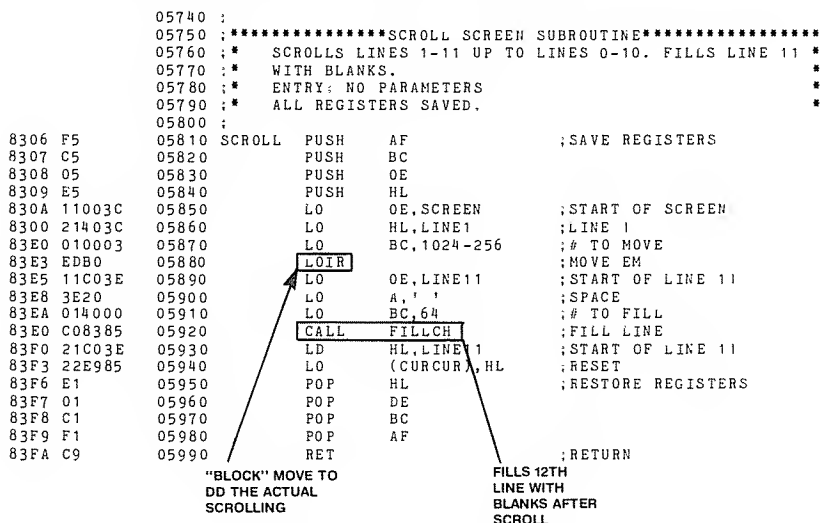 05740 ;
05750 ;***************SCROLL SCREEN SUBROUTINE*****************
05760 ;* SCROLLS LINES 1-11 UP TO LINES 0-10. FILLS LINE 11 *
05770 ;* WITH BLANKS. *
05780 ;* ENTRY: NO PARAMETERS *
05790 ;* ALL REGISTERS SAVED. *
05800 ;
8306 F5 05810 SCROLL PUSH AF ;SAVE REGISTERS
8307 C5 05820 PUSH BC
8308 05 05830 PUSH OE
8309 E5 05840 PUSH HL
830A 11003C 05850 LO OE,SCREEN ;START OF SCREEN
8300 21403C 05860 LO HL,LINE1 ;LINE 1
83E0 010003 05870 LO BC,1024-256 ;# TO MOVE
83E3 EDB0 05880 LOIR ;MOVE EM
83E5 11C03E 05890 LO OE,LINE11 ;START OF LINE 11
83E8 3E20 05900 LO A,' ' ;SPACE
83EA 014000 05910 LO BC,64 ;# TO FILL
83E0 C08385 05920 CALL FILLCH ;FILL LINE
83F0 21C03E 05930 LD HL,LINE11 ;START OF LINE 11
83F3 22E985 05940 LO (CURCUR),HL ;RESET
83F6 E1 05950 POP HL ;RESTORE REGISTERS
83F7 01 05960 POP DE
83F8 C1 05970 POP BC
83F9 F1 05980 POP AF
83FA C9 05990 RET ;RETURN
"BLOCK" MOVE TO
DD THE ACTUAL
SCROLLING
FILLS 12TH
LINE WITH
BLANKS AFTER
SCROLL